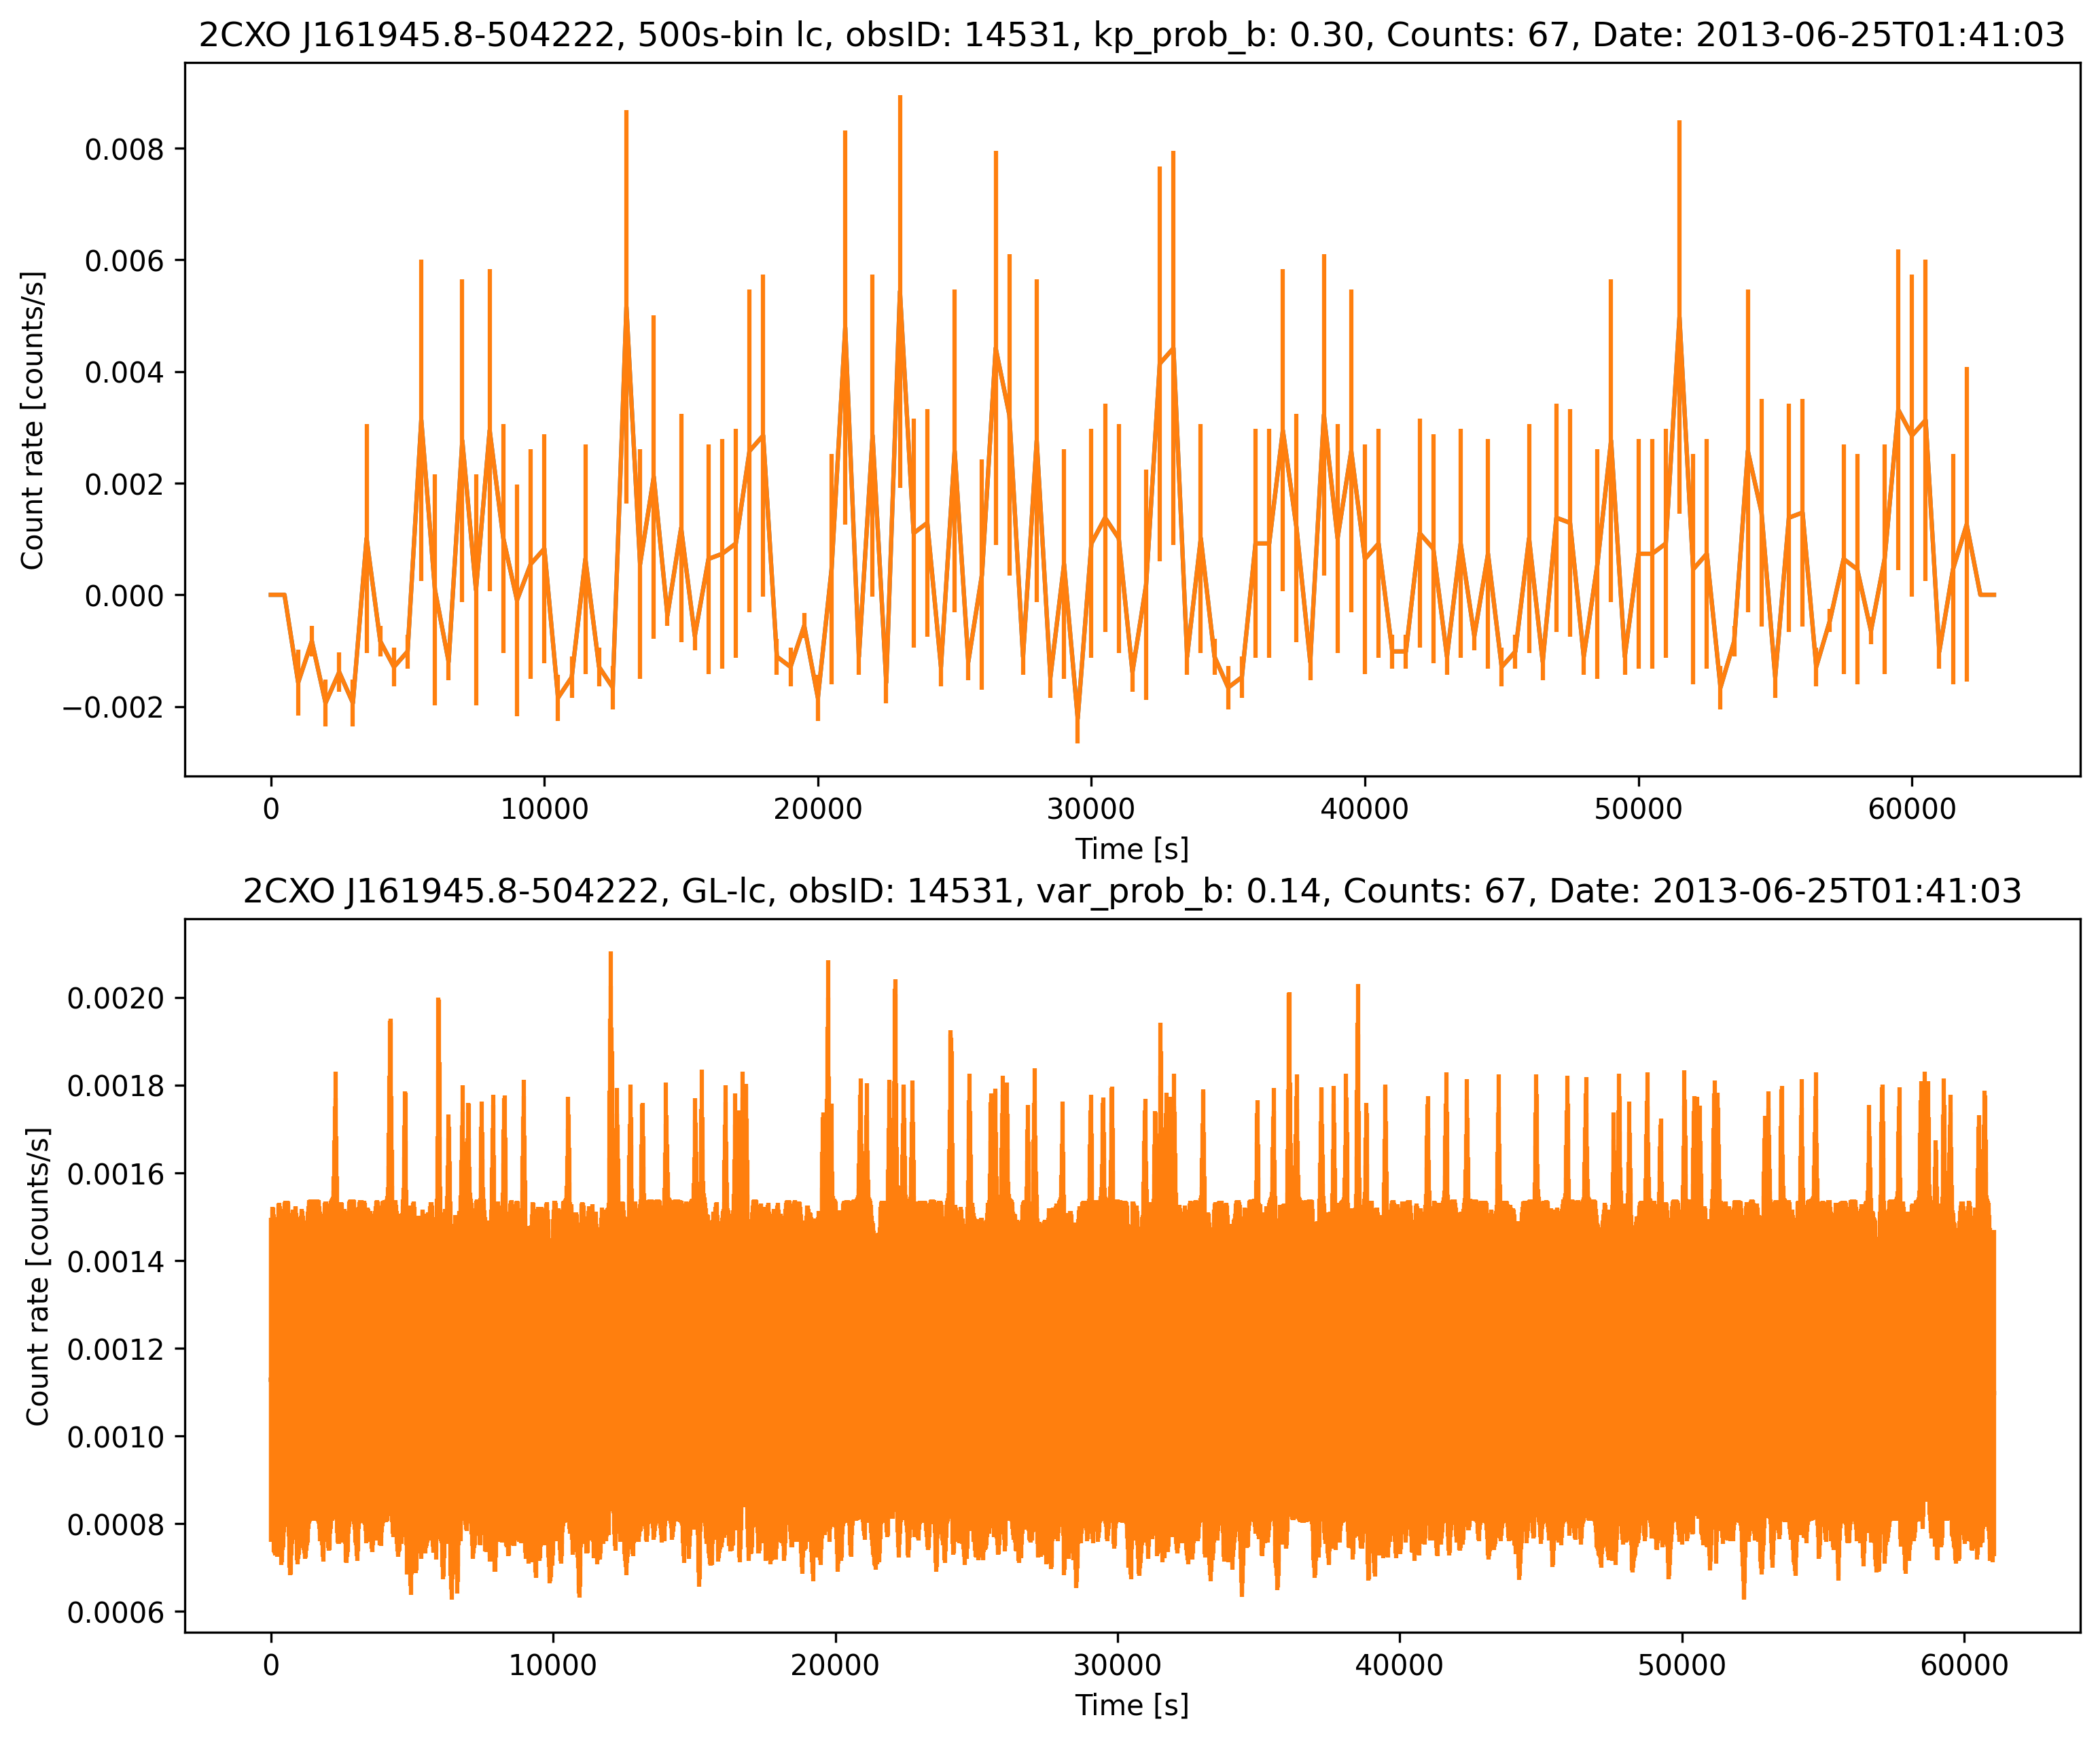 2CXO J161945.8-504222, 500s-bin lc, obsID: 14531, kp_prob_b: 0.30, Counts: 67, Date: 2013-06-25T01:41:03
Count rate [counts/s]
0.008
0.006
0.004
0.002
0.000
−0.002
0 10000 20000 30000 40000 50000 60000
Time [s]
2CXO J161945.8-504222, GL-lc, obsID: 14531, var_prob_b: 0.14, Counts: 67, Date: 2013-06-25T01:41:03
Count rate [counts/s]
0.0020
0.0018
0.0016
0.0014
0.0012
0.0010
0.0008
0.0006
0 10000 20000 30000 40000 50000 60000
Time [s]